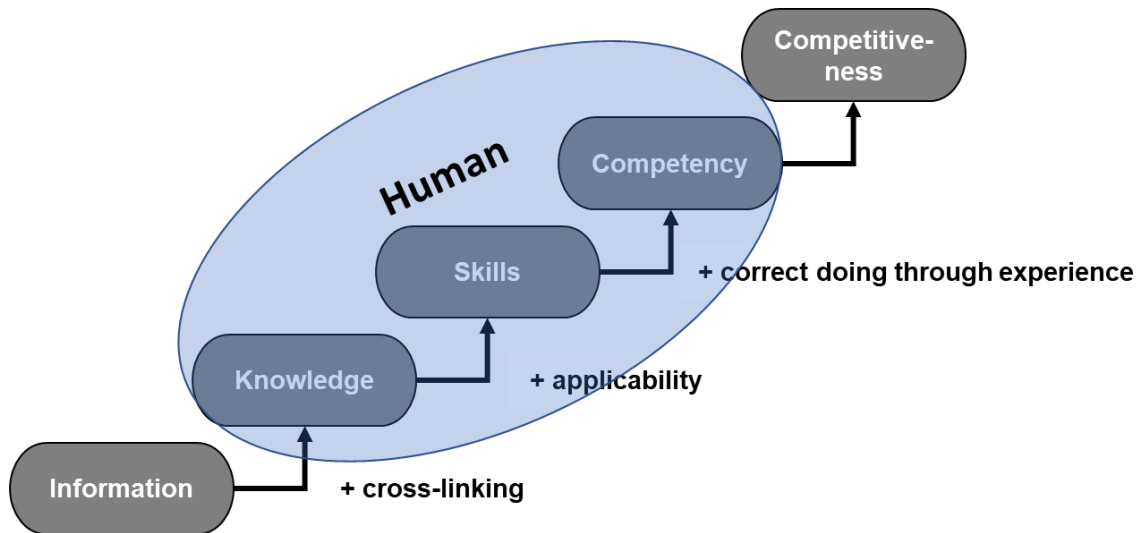 Competitive-
ness
Human
Competency
Skills
+ correct doing through experience
Knowledge
+ applicability
Information
+ cross-linking